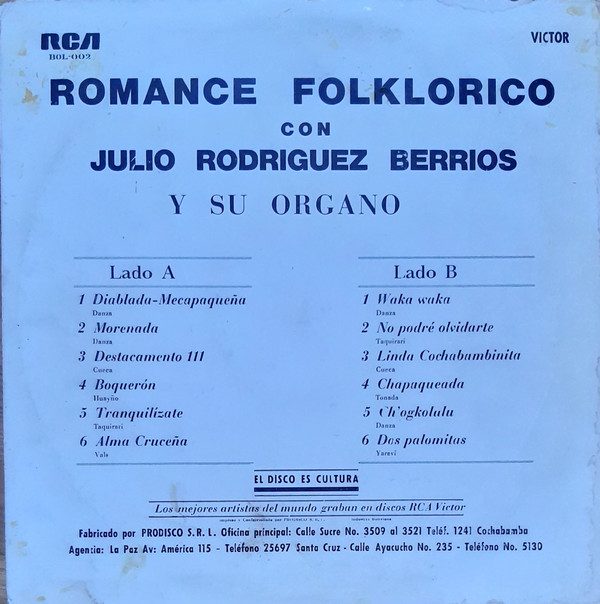 RCA
VICTOR
BOL-002
ROMANCE FOLKLORICO
CON
JULIO RODRIGUEZ BERRIOS
Y SU ORGANO
Lado A
1 Diablada-Mecapaqueña
Danza
2 Morenada
Danza
3 Destacamento 111
Cueca
4 Boquerón
Huayño
5 Tranquilízate
Taquirari
6 Alma Cruceña
Vals
Lado B
1 Waka waka
Danza
2 No podré olvidarte
Taquirari
3 Linda Cochabambinita
Cueca
4 Chapaqueada
Tonada
5 Ch'ogkolulu
Danza
6 Dos palomitas
Yaraví
EL DISCO ES CULTURA
Los mejores artistas del mundo graban en discos RCA Victor
Fabricado por PRODISCO S.R.L. Oficina principal: Calle Sucre No. 3509 al 3521 Teléf. 1241 Cochabamba
Agencia: La Paz Av: América 115 - Teléfono 25697 Santa Cruz - Calle Ayacucho No. 235 - Teléfono No. 5130